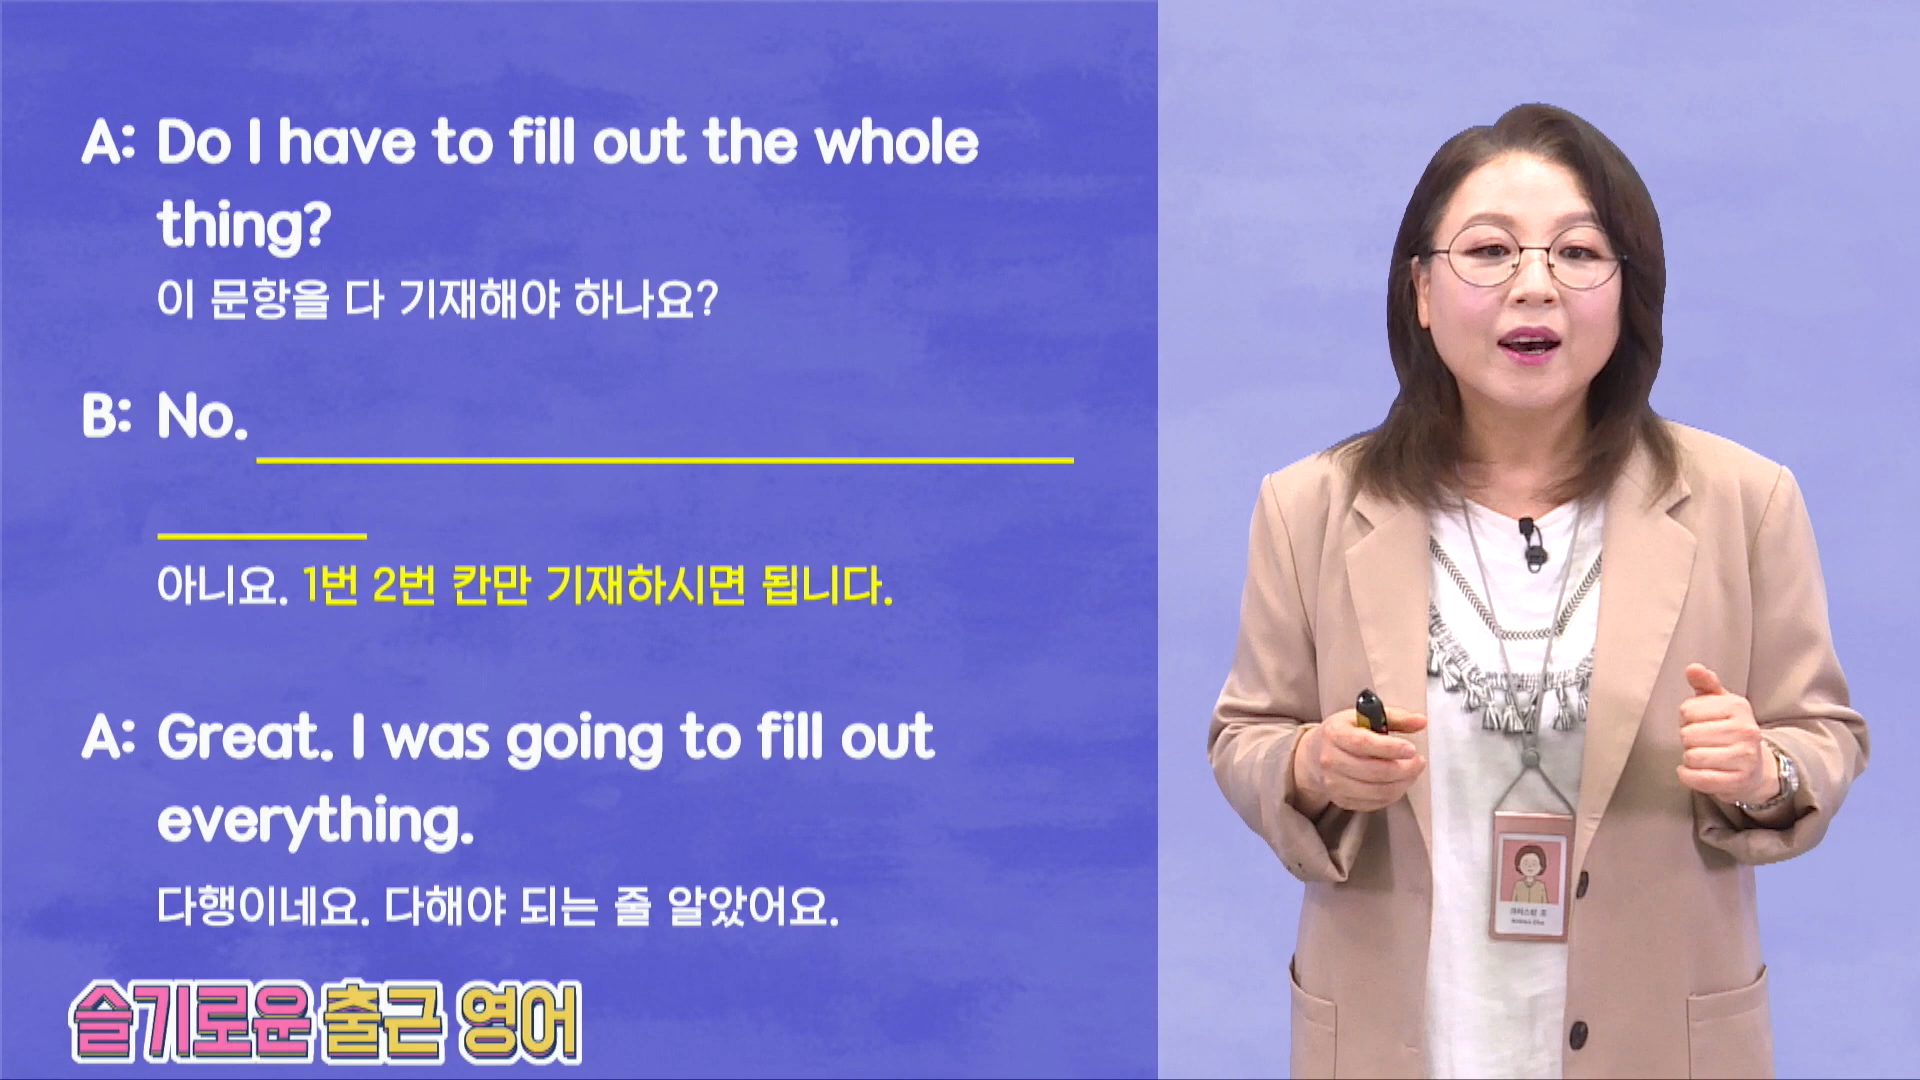 A: Do I have to fill out the whole
thing?
이 문항을 다 기재해야 하나요?
B: No.
아니요. 1번 2번 칸만 기재하시면 됩니다.
A: Great. I was going to fill out
everything.
다행이네요. 다해야 되는 줄 알았어요.
슬기로운 출근 영어